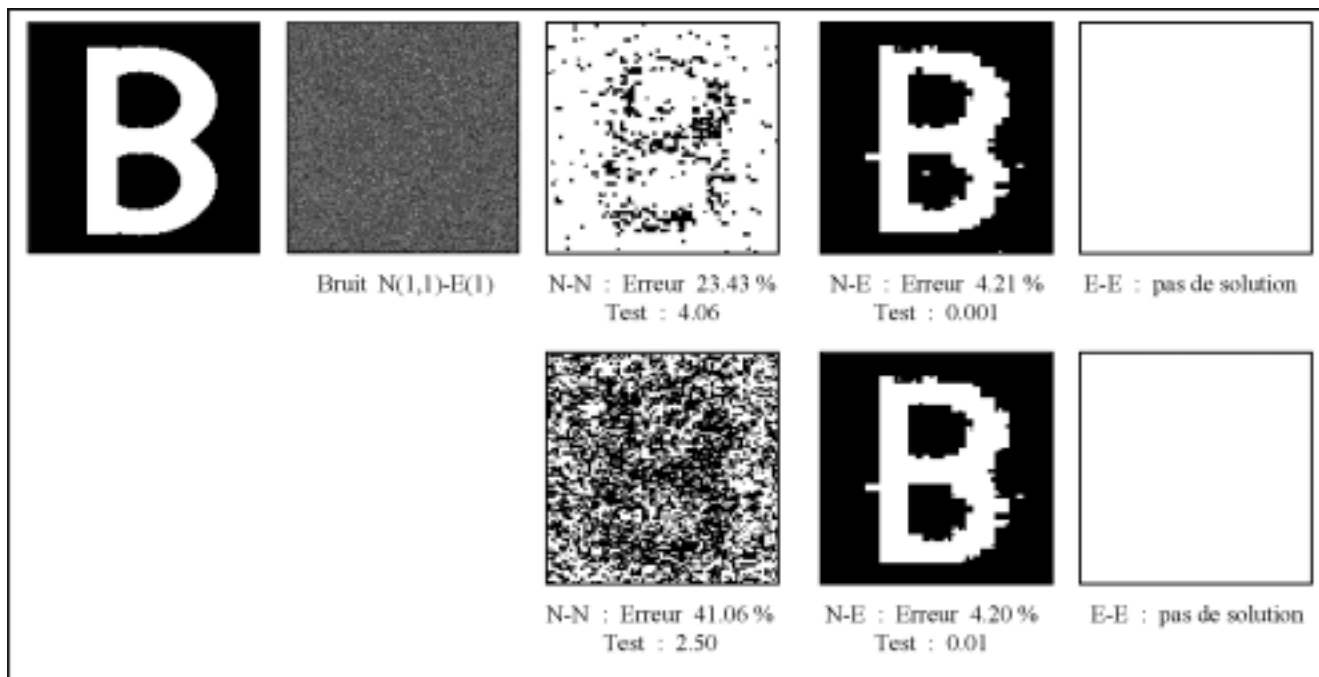 B
Bruit N(1,1)-E(1)
N-N : Erreur 23.43 %
Test : 4.06
B
N-E : Erreur 4.21 %
Test : 0.001
E-E : pas de solution
N-N : Erreur 41.06 %
Test : 2.50
B
N-E : Erreur 4.20 %
Test : 0.01
E-E : pas de solution